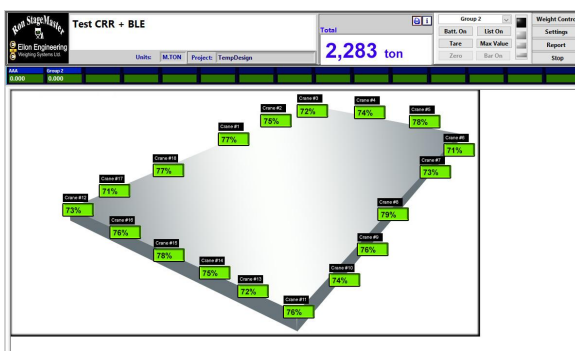 Ron StageMaster
Eilon Engineering
Weighing Systems Ltd.
Test CRR + BLE
Units: M.TON Project: TempDesign
Total
2,283 ton
Group 2
Batt. On List On
Tare Max Value
Zero Bar On
Weight Contro
Settings
Report
Stop
AAA Group 2
0.000 0.000
Crane #3
72%
Crane #4
74%
Crane #2
75%
Crane #5
78%
Crane #1
77%
Crane #6
71%
Crane #7
73%
Crane #18
77%
Crane #17
71%
Crane #12
73%
Crane #8
79%
Crane #16
76%
Crane #9
76%
Crane #15
78%
Crane #14
75%
Crane #10
74%
Crane #13
72%
Crane #11
76%